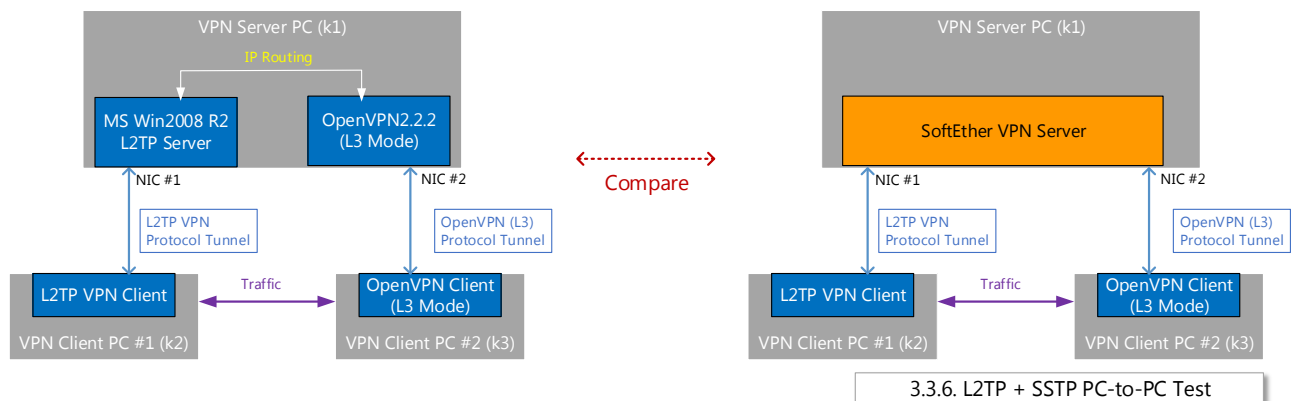 VPN Server PC (k1)
IP Routing
MS Win2008 R2
L2TP Server
OpenVPN2.2.2
(L3 Mode)
NIC #1
NIC #2
L2TP VPN
Protocol Tunnel
OpenVPN (L3)
Protocol Tunnel
L2TP VPN Client
Traffic
OpenVPN Client
(L3 Mode)
VPN Client PC #1 (k2)
VPN Client PC #2 (k3)
Compare
VPN Server PC (k1)
SoftEther VPN Server
NIC #1
NIC #2
L2TP VPN
Protocol Tunnel
OpenVPN (L3)
Protocol Tunnel
L2TP VPN Client
Traffic
OpenVPN Client
(L3 Mode)
VPN Client PC #1 (k2)
VPN Client PC #2 (k3)
3.3.6. L2TP + SSTP PC-to-PC Test